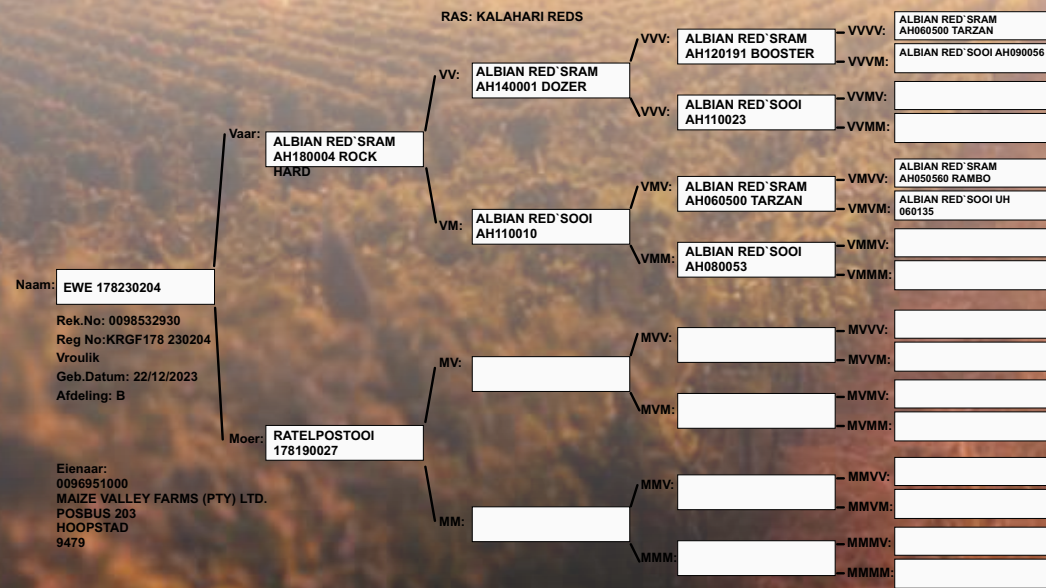 RAS: KALAHARI REDS
Naam:
EWE 178230204
Rek.No: 0098532930
Reg No:KRGF178 230204
Vroulik
Geb.Datum: 22/12/2023
Afdeling: B
Eienaar:
0096951000
MAIZE VALLEY FARMS (PTY) LTD.
POSBUS 203
HOOPSTAD
9479
Vaar:
ALBIAN RED`SRAM
AH180004 ROCK
HARD
Moer:
RATELPOSTOOI
178190027
VV:
ALBIAN RED`SRAM
AH140001 DOZER
VM:
ALBIAN RED`SOOI
AH110010
MV:
MM:
VVV:
ALBIAN RED`SRAM
AH120191 BOOSTER
VVV:
ALBIAN RED`SOOI
AH110023
VMV:
ALBIAN RED`SRAM
AH060500 TARZAN
VMM:
ALBIAN RED`SOOI
AH080053
MVV:
MVM:
MMV:
MMM:
VVVV:
ALBIAN RED`SRAM
AH060500 TARZAN
VVVM:
ALBIAN RED`SOOI AH090056
VVMV:
VVMM:
VMVV:
ALBIAN RED`SRAM
AH050560 RAMBO
VMVM:
ALBIAN RED`SOOI UH
060135
VMMV:
VMMM:
MVVV:
MVVM:
MVMV:
MVMM:
MMVV:
MMVM:
MMMV:
MMMM: